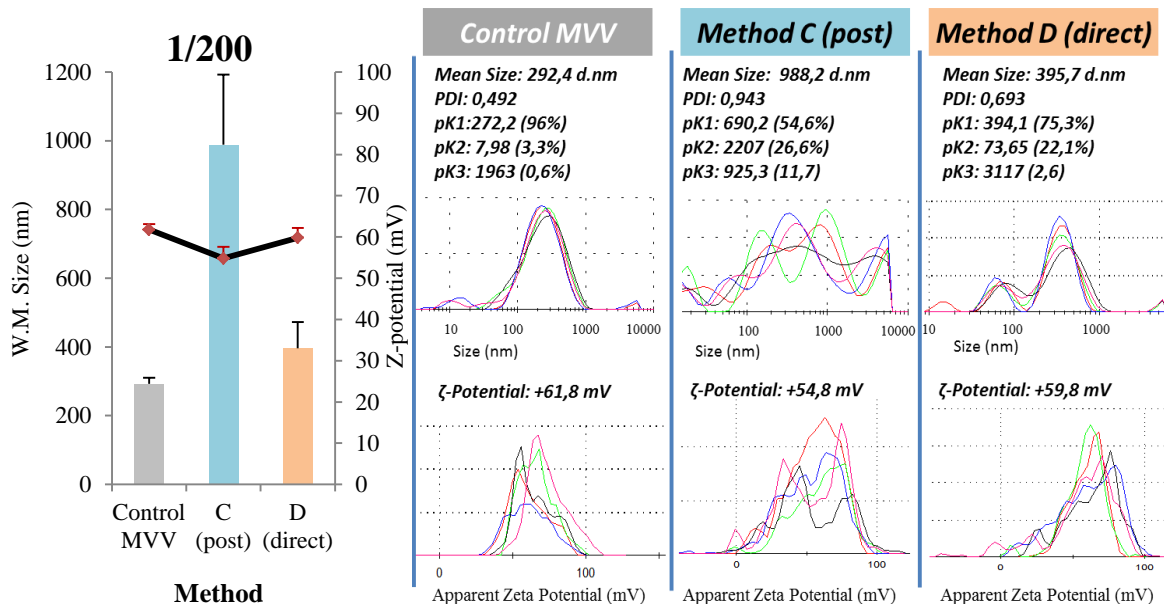 1/200
1200
1000
800
600
400
200
0
W.M. Size (nm)
100
90
80
70
60
50
40
30
20
10
0
Z-potential (mV)
Control MVV
C (post)
D (direct)
Method
Control MVV
Mean Size: 292,4 d.nm
PDI: 0,492
pK1:272,2 (96%)
pK2: 7,98 (3,3%)
pK3: 1963 (0,6%)
10 100 1000 10000
Size (nm)
ζ-Potential: +61,8 mV
0 100
Apparent Zeta Potential (mV)
Method C (post)
Mean Size: 988,2 d.nm
PDI: 0,943
pK1: 690,2 (54,6%)
pK2: 2207 (26,6%)
pK3: 925,3 (11,7)
100 1000 10000
Size (nm)
ζ-Potential: +54,8 mV
0 100
Apparent Zeta Potential (mV)
Method D (direct)
Mean Size: 395,7 d.nm
PDI: 0,693
pK1: 394,1 (75,3%)
pK2: 73,65 (22,1%)
pK3: 3117 (2,6)
10 100 1000
Size (nm)
ζ-Potential: +59,8 mV
0 100
Apparent Zeta Potential (mV)